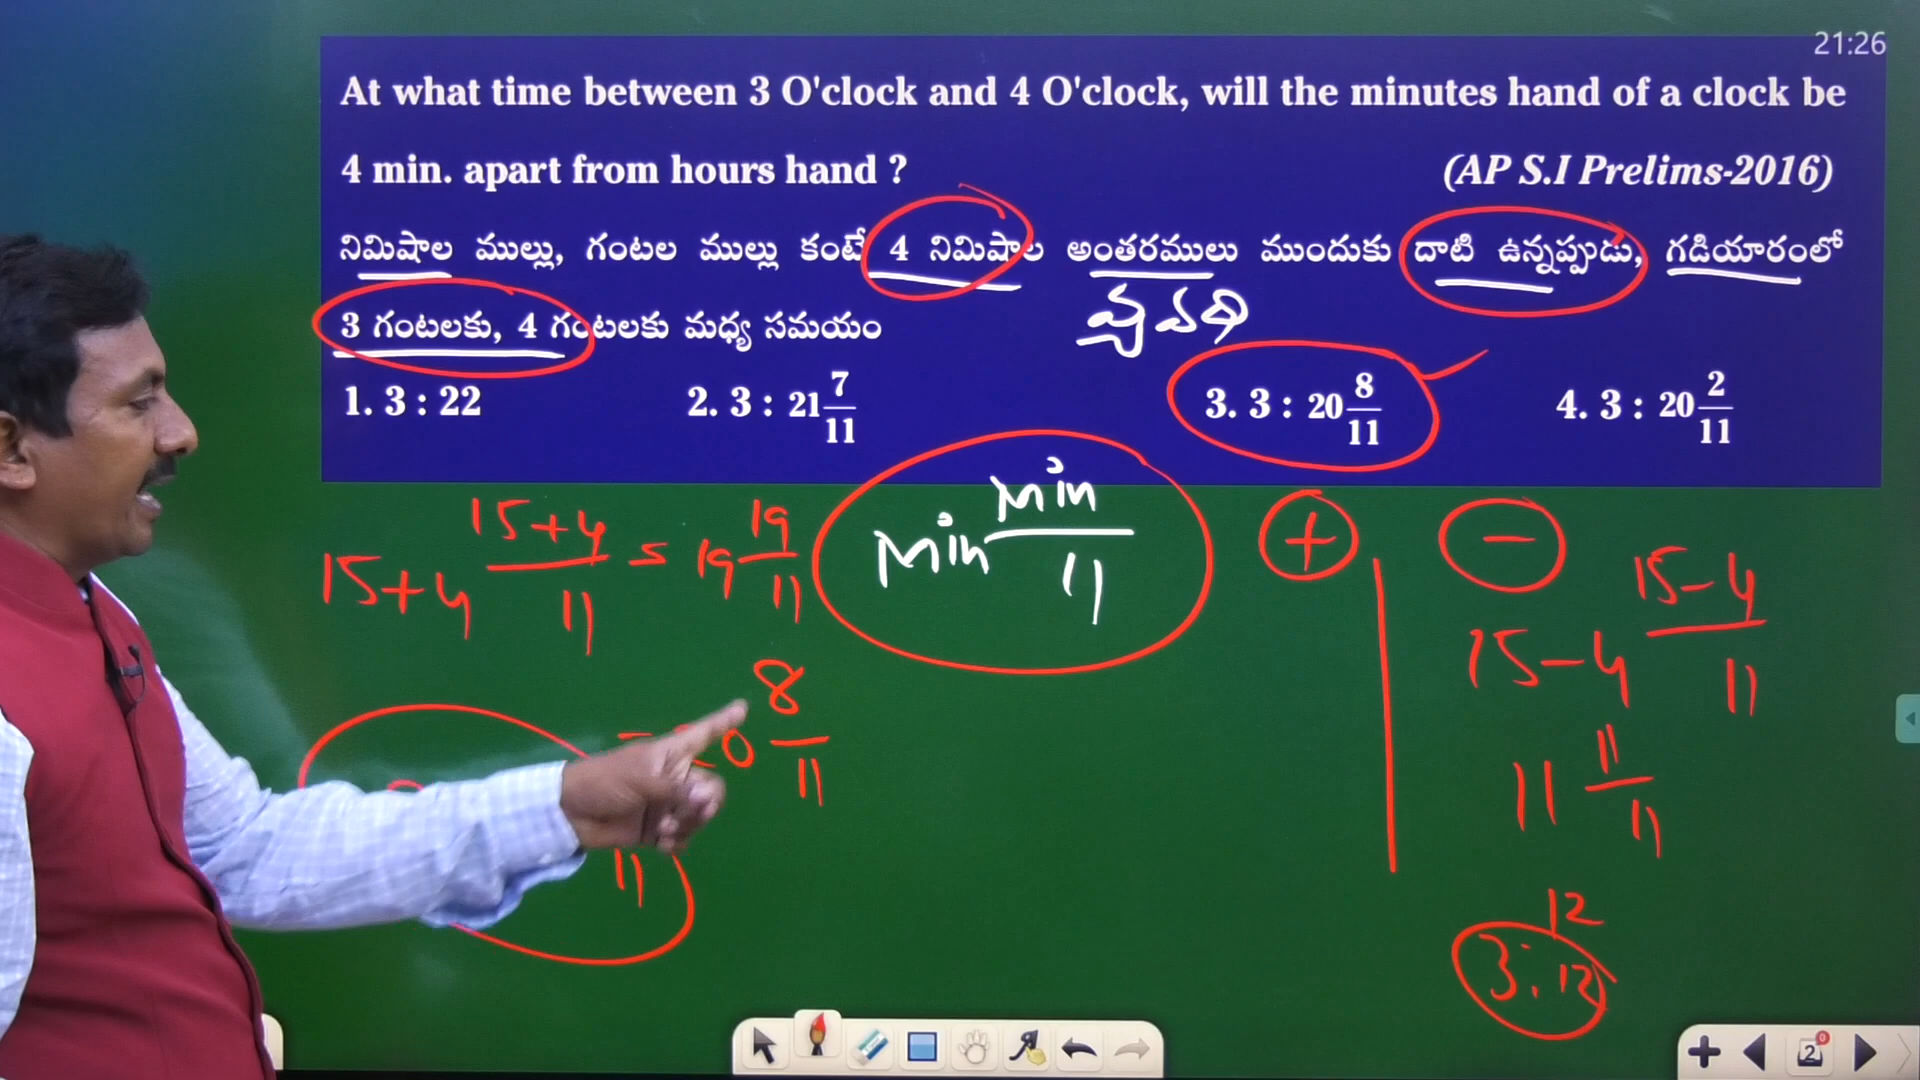 21:26
At what time between 3 O'clock and 4 O'clock, will the minutes hand of a clock be
4 min. apart from hours hand ? (AP S.I Prelims-2016)
నిమిషాల ముల్లు, గంటల ముల్లు కంటే 4 నిమిషాల అంతరములు ముందుకు దాటి ఉన్నప్పుడు, గడియారంలో
3 గంటలకు, 4 గంటలకు మధ్య సమయం
1. 3 : 22 2. 3 : 21 7/11 3. 3 : 20 8/11 4. 3 : 20 2/11
15+4 15+4/11 = 19 19/11
Min Min/11
+ −
15−4 15−4/11
20 8/11
11 11/11
11
12
3:12
2